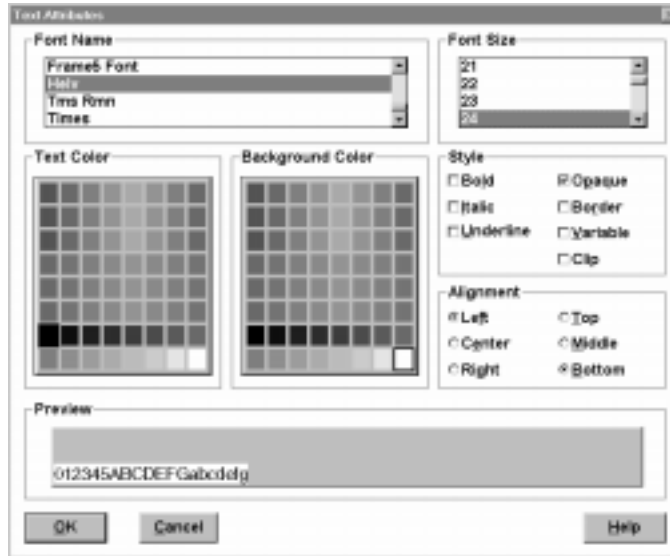 Text Attributes
Font Name
Frame5 Font
Helv
Tms Rmn
Times
Font Size
21
22
23
24
Text Color
Background Color
Style
Bold
Opaque
Italic
Border
Underline
Variable
Clip
Alignment
Left
Top
Center
Middle
Right
Bottom
Preview
012345ABCDEFGabcdefg
OK
Cancel
Help